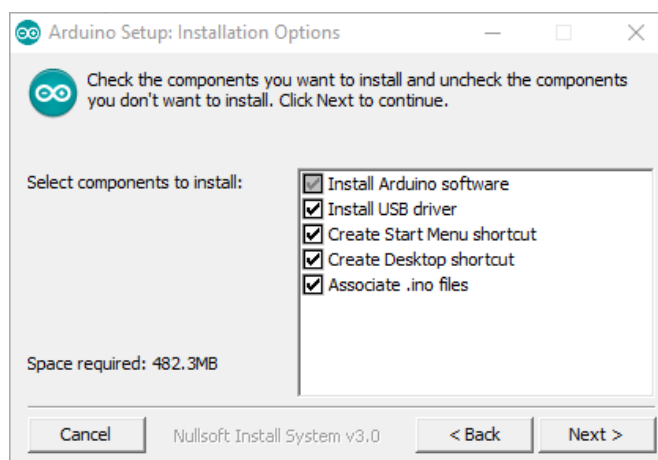 Arduino Setup: Installation Options
Check the components you want to install and uncheck the components
you don't want to install. Click Next to continue.
Select components to install:
Install Arduino software
Install USB driver
Create Start Menu shortcut
Create Desktop shortcut
Associate .ino files
Space required: 482.3MB
Cancel
Nullsoft Install System v3.0
< Back
Next >